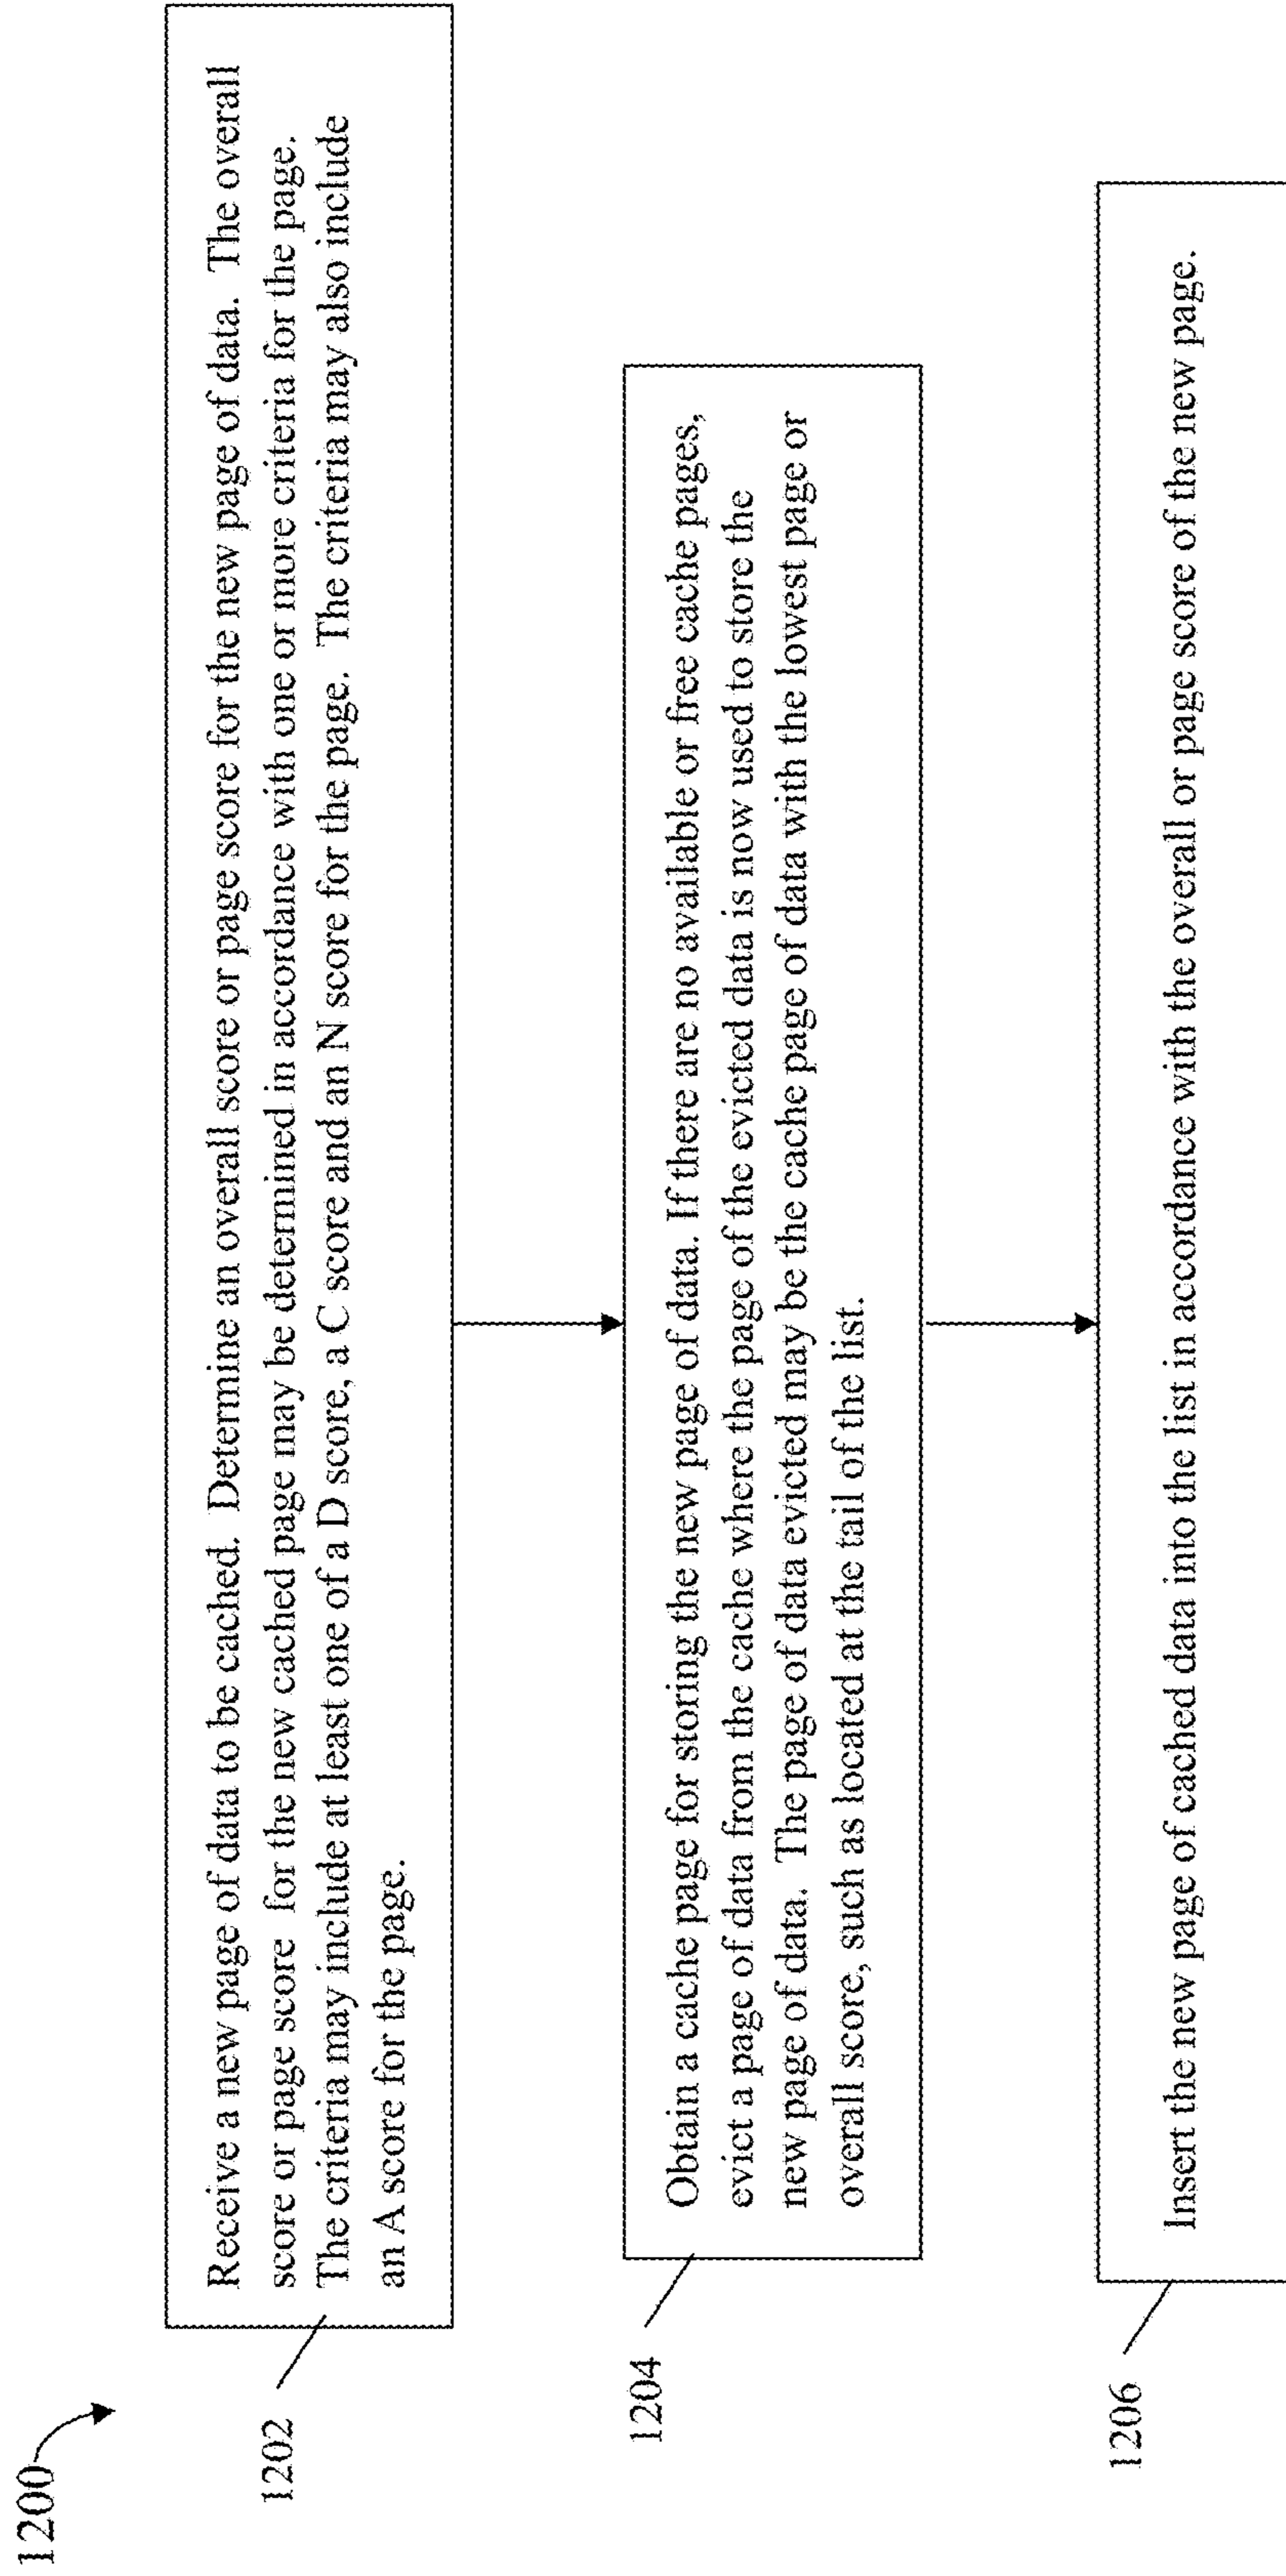 1200
1202
Receive a new page of data to be cached. Determine an overall score or page score for the new page of data. The overall
score or page score for the new cached page may be determined in accordance with one or more criteria for the page.
The criteria may include at least one of a D score, a C score and an N score for the page. The criteria may also include
an A score for the page.
1204
Obtain a cache page for storing the new page of data. If there are no available or free cache pages,
evict a page of data from the cache where the page of the evicted data is now used to store the
new page of data. The page of data evicted may be the cache page of data with the lowest page or
overall score, such as located at the tail of the list.
1206
Insert the new page of cached data into the list in accordance with the overall or page score of the new page.